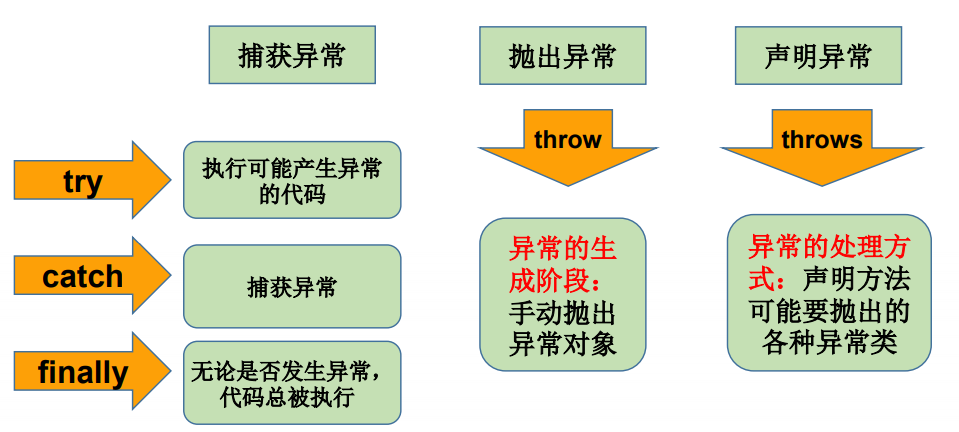 捕获异常
抛出异常
声明异常
throw
throws
try
执行可能产生异常
的代码
catch
捕获异常
finally
无论是否发生异常，
代码总被执行
异常的生
成阶段：
手动抛出
异常对象
异常的处理方
式：声明方法
可能要抛出的
各种异常类